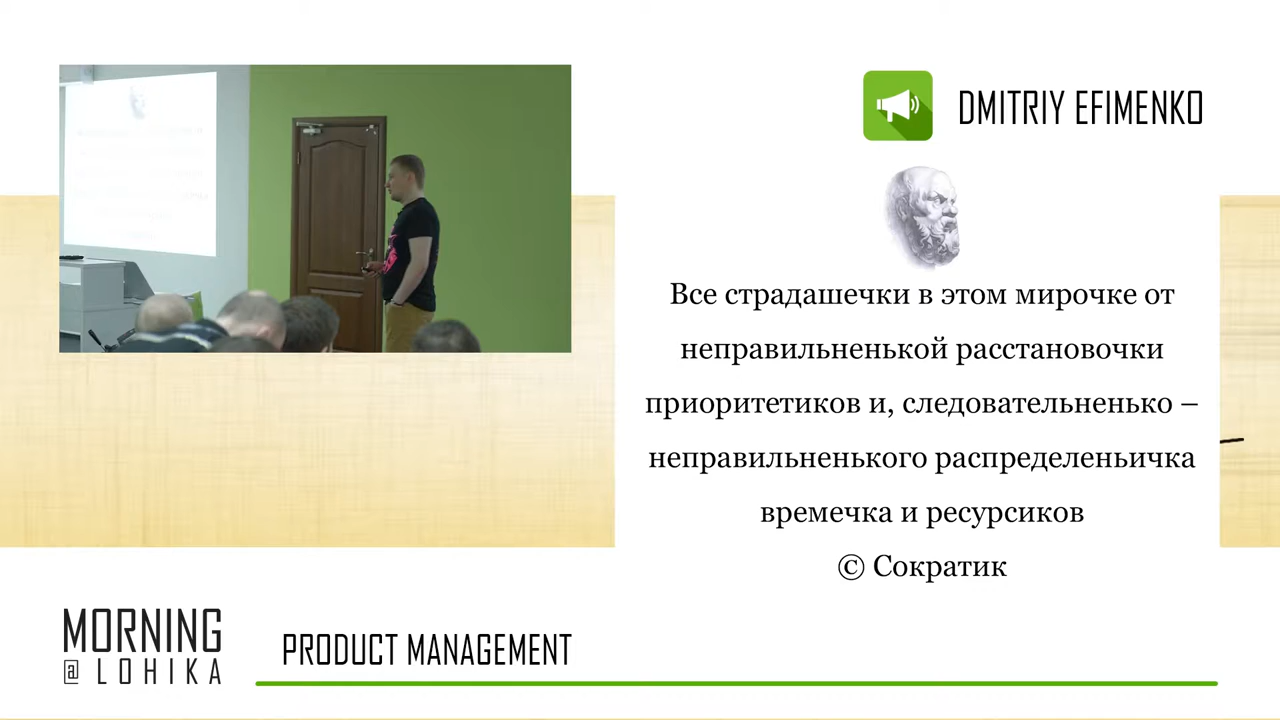 DMITRIY EFIMENKO
Все страдашечки в этом мирочке от
неправильненькой расстановочки
приоритетиков и, следовательненько –
неправильненького распределеньичка
времечка и ресурсиков
© Сократик
MORNING
@ LOHIKA
PRODUCT MANAGEMENT